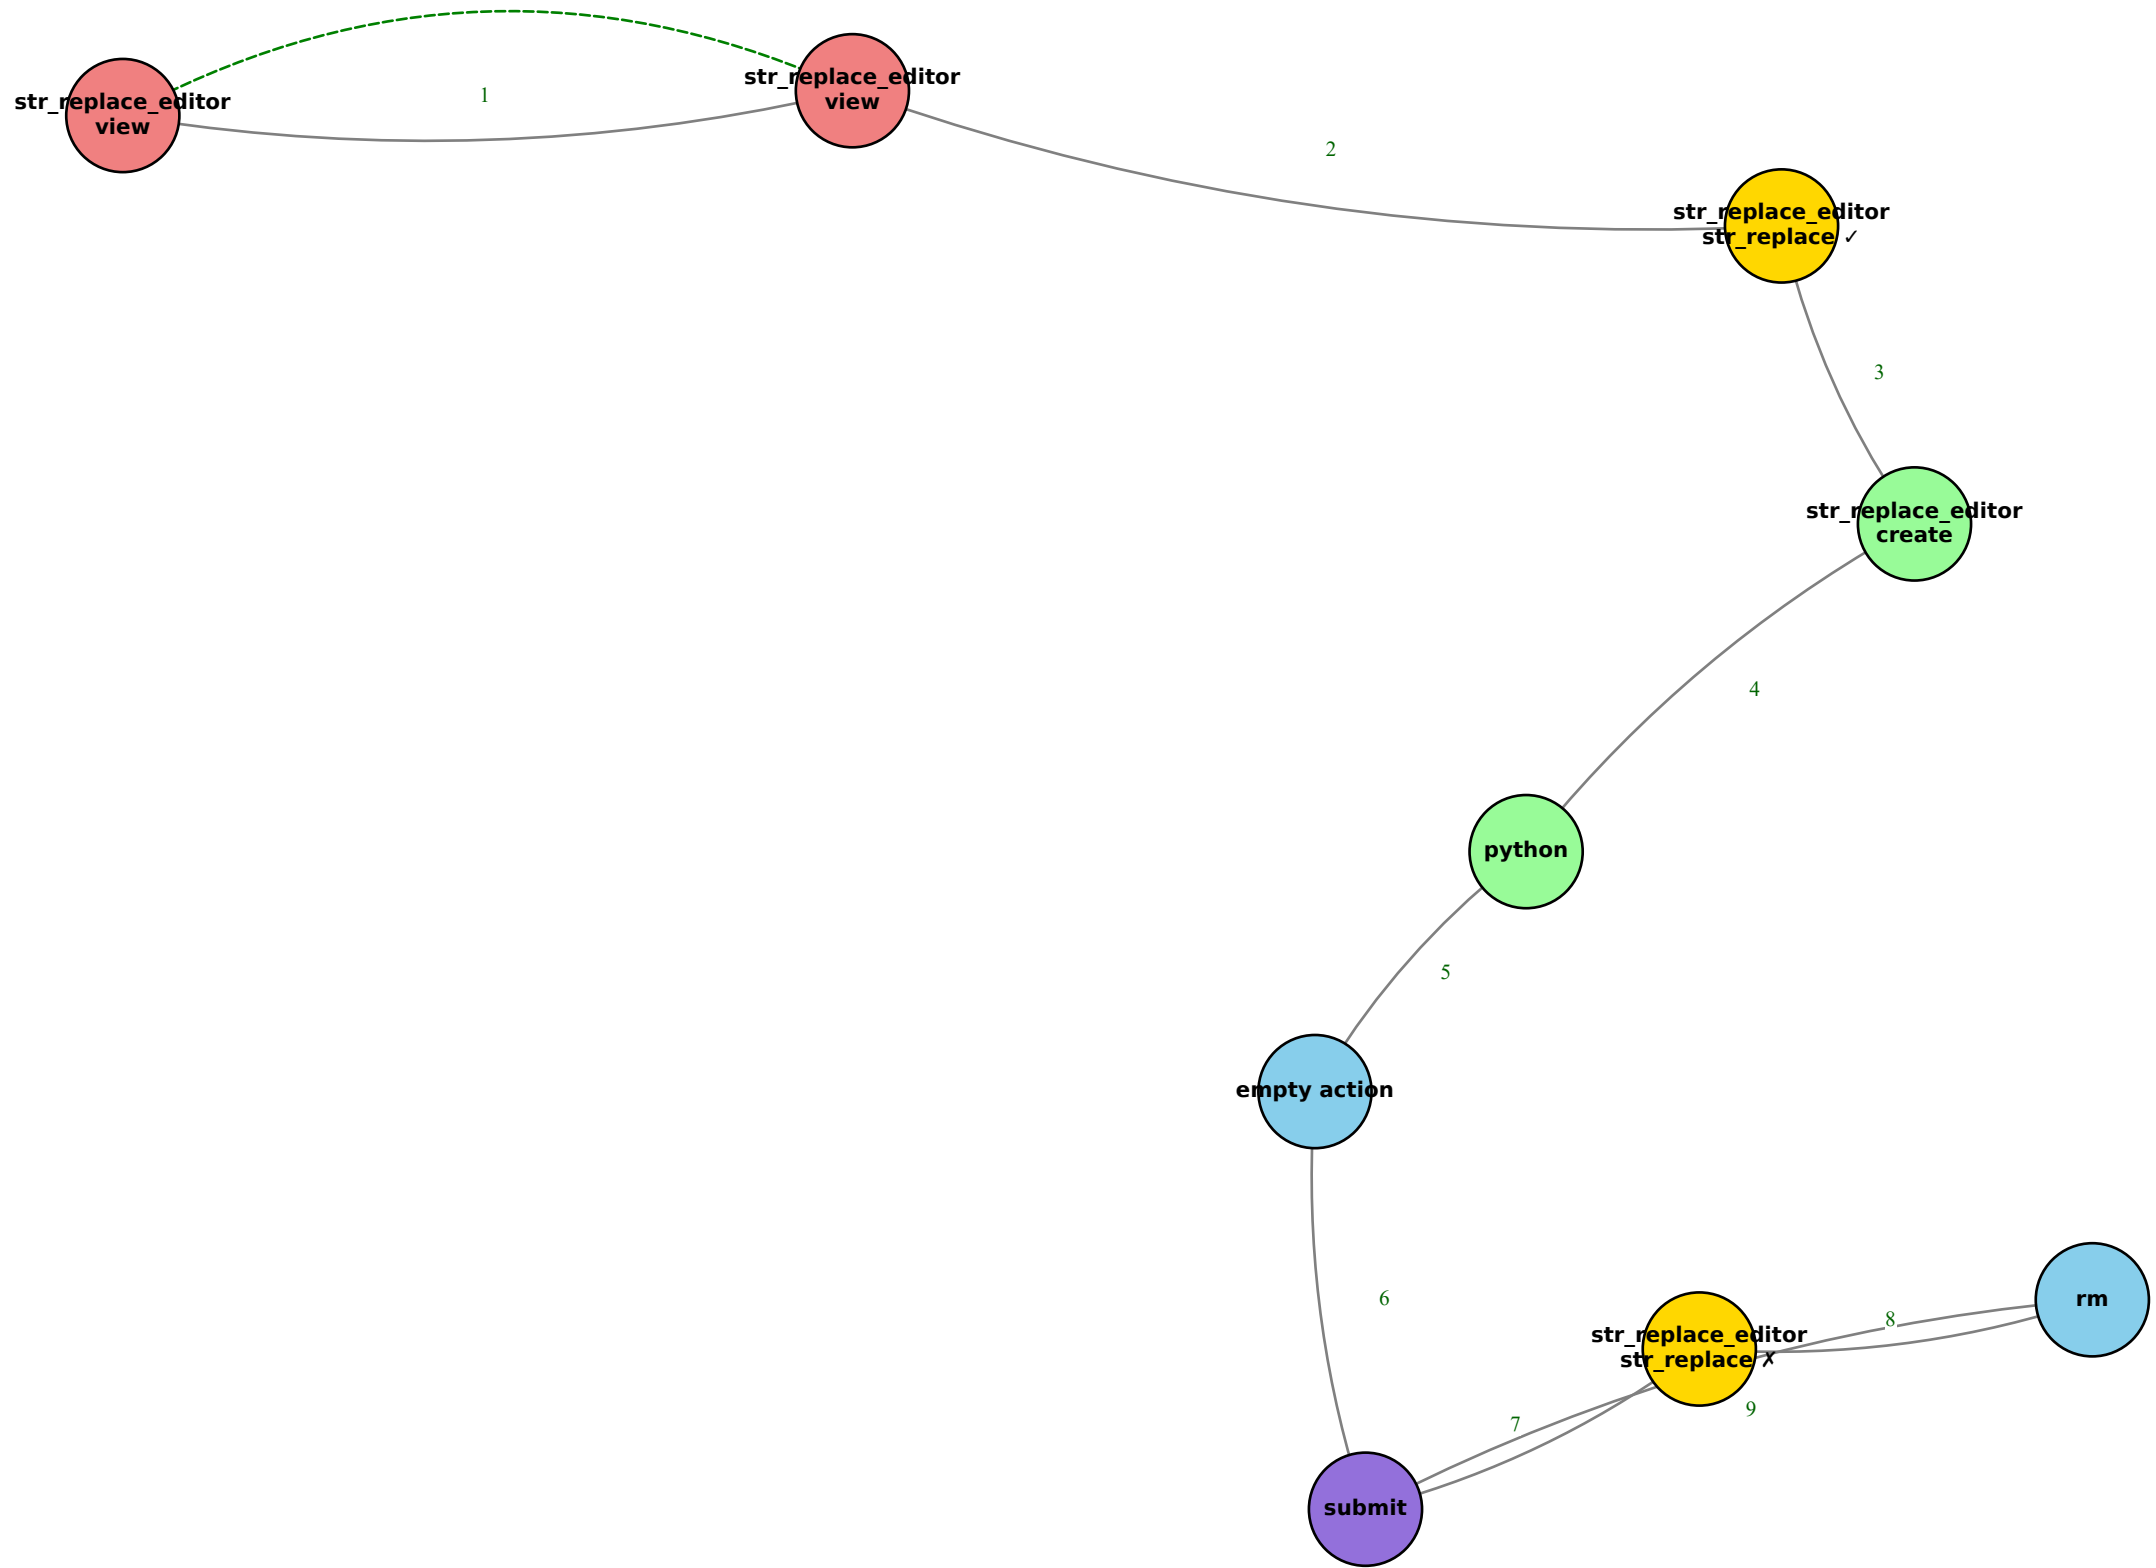 str_replace_editor
view
1
str_replace_editor
view
2
str_replace_editor
str_replace ✓
3
str_replace_editor
create
4
python
5
empty action
6
8
rm
str_replace_editor
str_replace ✗
9
7
submit